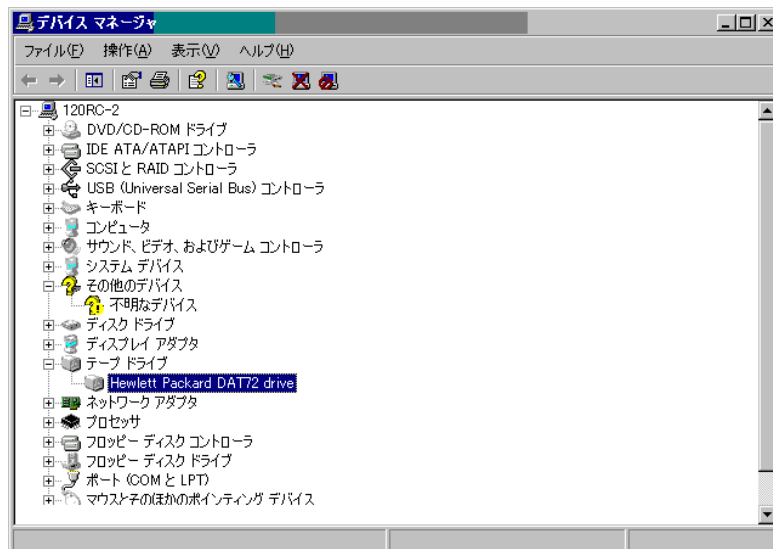 デバイス マネージャ
ファイル(F) 操作(A) 表示(V) ヘルプ(H)
120RC-2
DVD/CD-ROM ドライブ
IDE ATA/ATAPI コントローラ
SCSI と RAID コントローラ
USB (Universal Serial Bus) コントローラ
キーボード
コンピュータ
サウンド、ビデオ、およびゲーム コントローラ
システム デバイス
その他のデバイス
不明なデバイス
ディスク ドライブ
ディスプレイ アダプタ
テープ ドライブ
Hewlett Packard DAT72 drive
ネットワーク アダプタ
プロセッサ
フロッピー ディスク コントローラ
フロッピー ディスク ドライブ
ポート (COM と LPT)
マウスとそのほかのポインティング デバイス